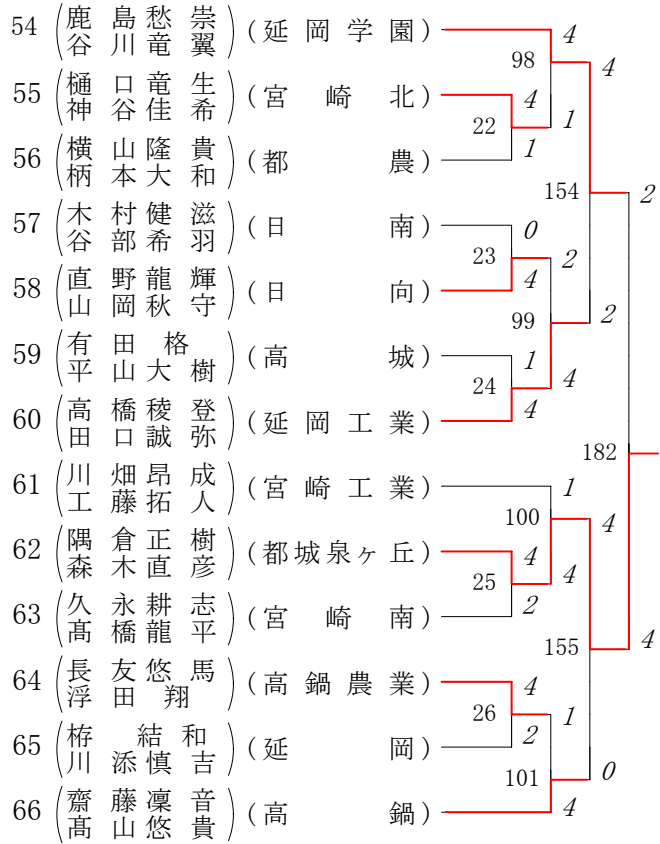 54 鹿島愁崇 (延岡学園)
谷川竜翼
55 樋口竜生 (宮崎北)
神谷佳希
56 横山隆貴 (都農)
柄本大和
57 木村健滋 (日南)
谷部希羽
58 直野龍輝 (日向)
山岡秋守
59 有田格 (高城)
平山大樹
60 高橋稜登 (延岡工業)
田口誠弥
61 川畑昂成 (宮崎工業)
工藤拓人
62 隅倉正樹 (都城泉ヶ丘)
森木直彦
63 久永耕志 (宮崎南)
髙橋龍平
64 長友悠馬 (高鍋農業)
浮田翔
65 栫結和 (延岡)
川添慎吉
66 齋藤凜音 (高鍋)
髙山悠貴
4
98
4
4
22
1
1
154
2
0
23
2
4
99
2
1
24
4
4
182
1
100
4
4
25
2
155
4
4
26
1
2
101
0
4